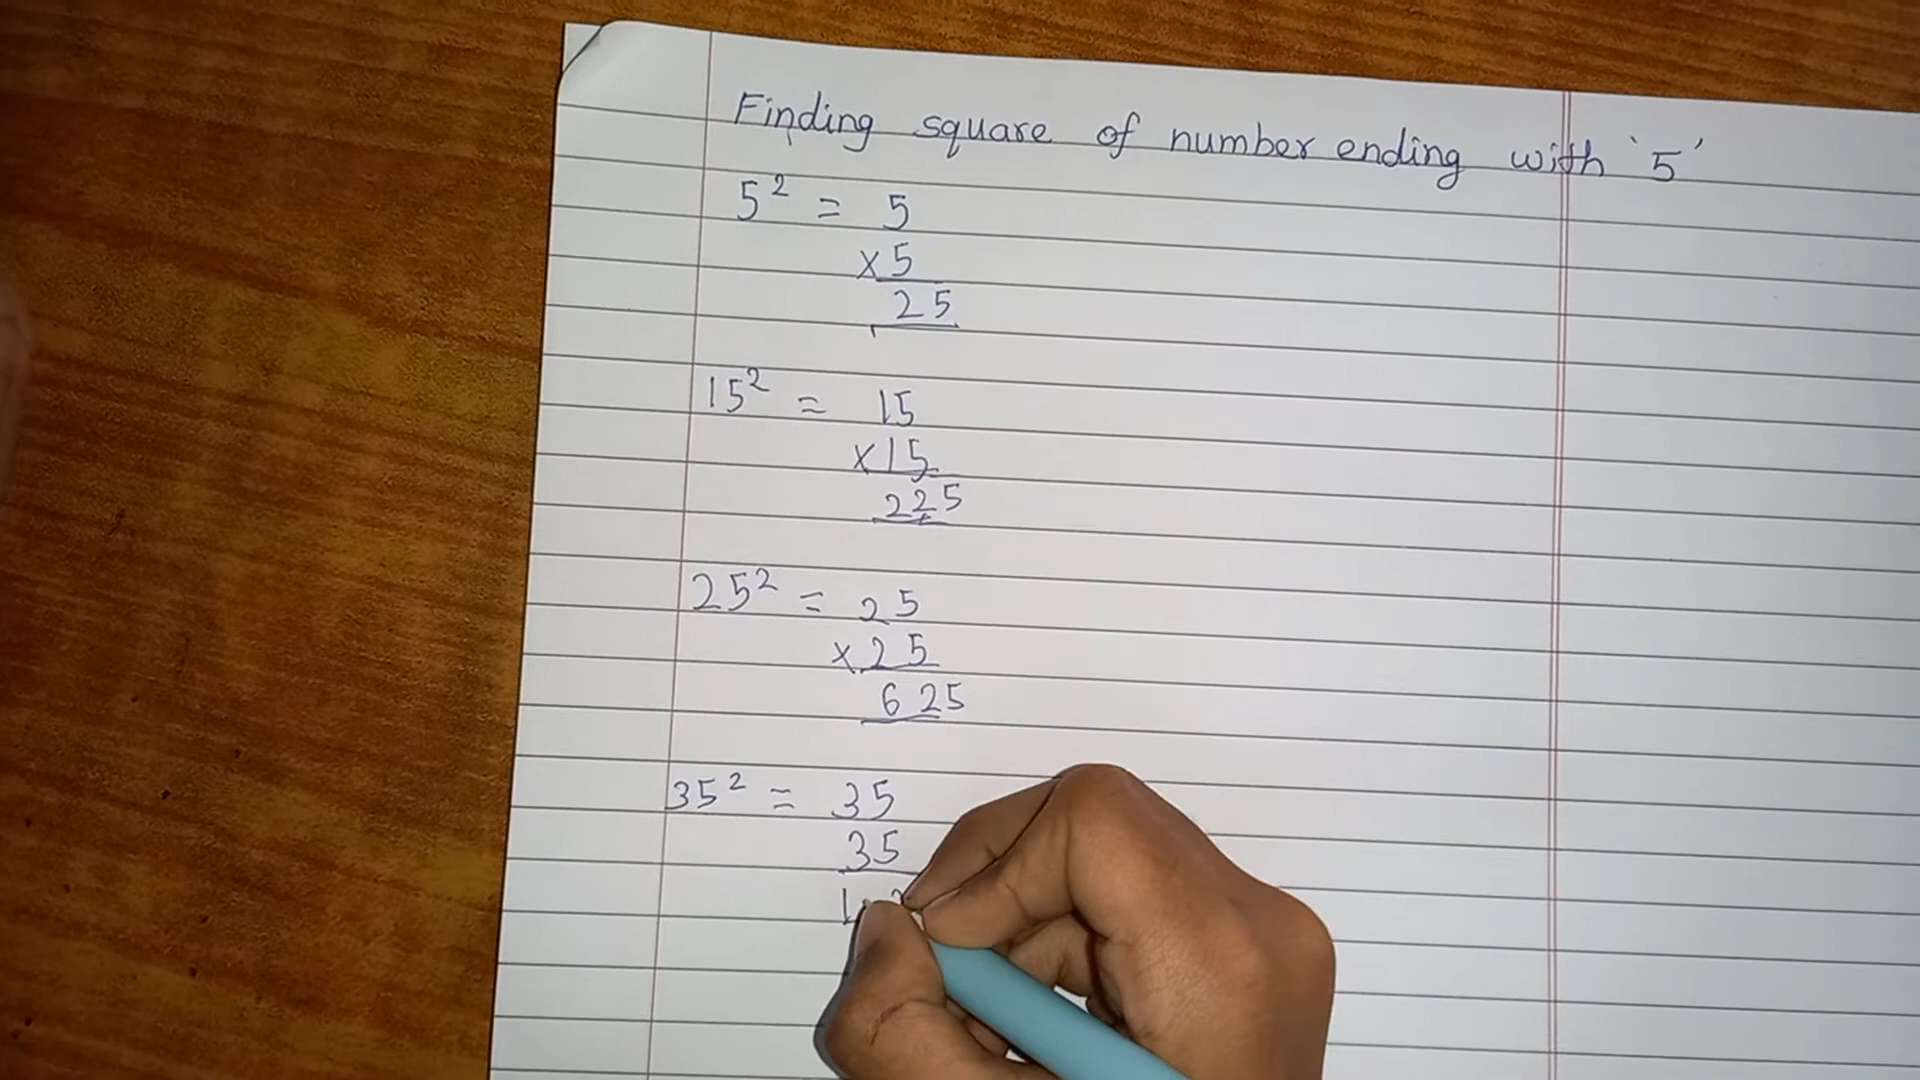 Finding square of number ending with '5'
5² = 5
×5
25
15² = 15
×15
225
25² = 25
×25
625
35² = 35
35
1